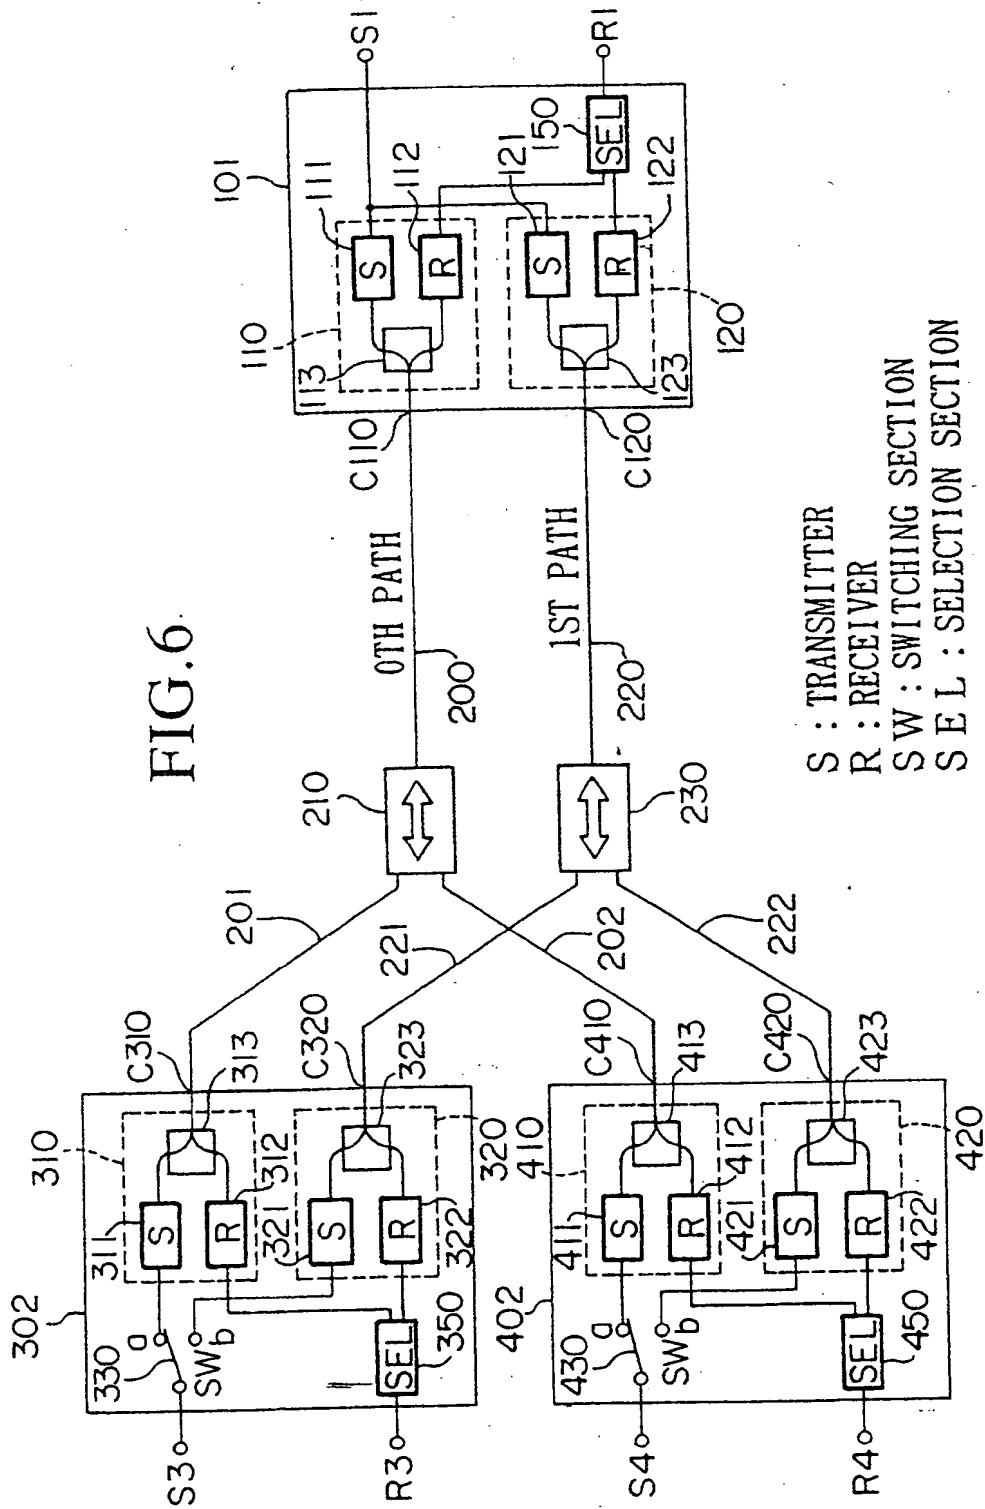 FIG.6
S1
R1
101
111
112
121
150
SEL
122
110
S
R
113
S
R
120
123
C110
C120
0TH PATH
200
1ST PATH
220
210
230
201
221
202
222
302
C310
313
310
311
S
312
R
C320
323
320
321
S
322
R
330
a
SW
b
SEL
350
S3
R3
402
C410
413
410
411
S
412
R
C420
423
420
421
S
422
R
430
a
SW
b
SEL
450
S4
R4
S : TRANSMITTER
R : RECEIVER
SW : SWITCHING SECTION
SEL : SELECTION SECTION